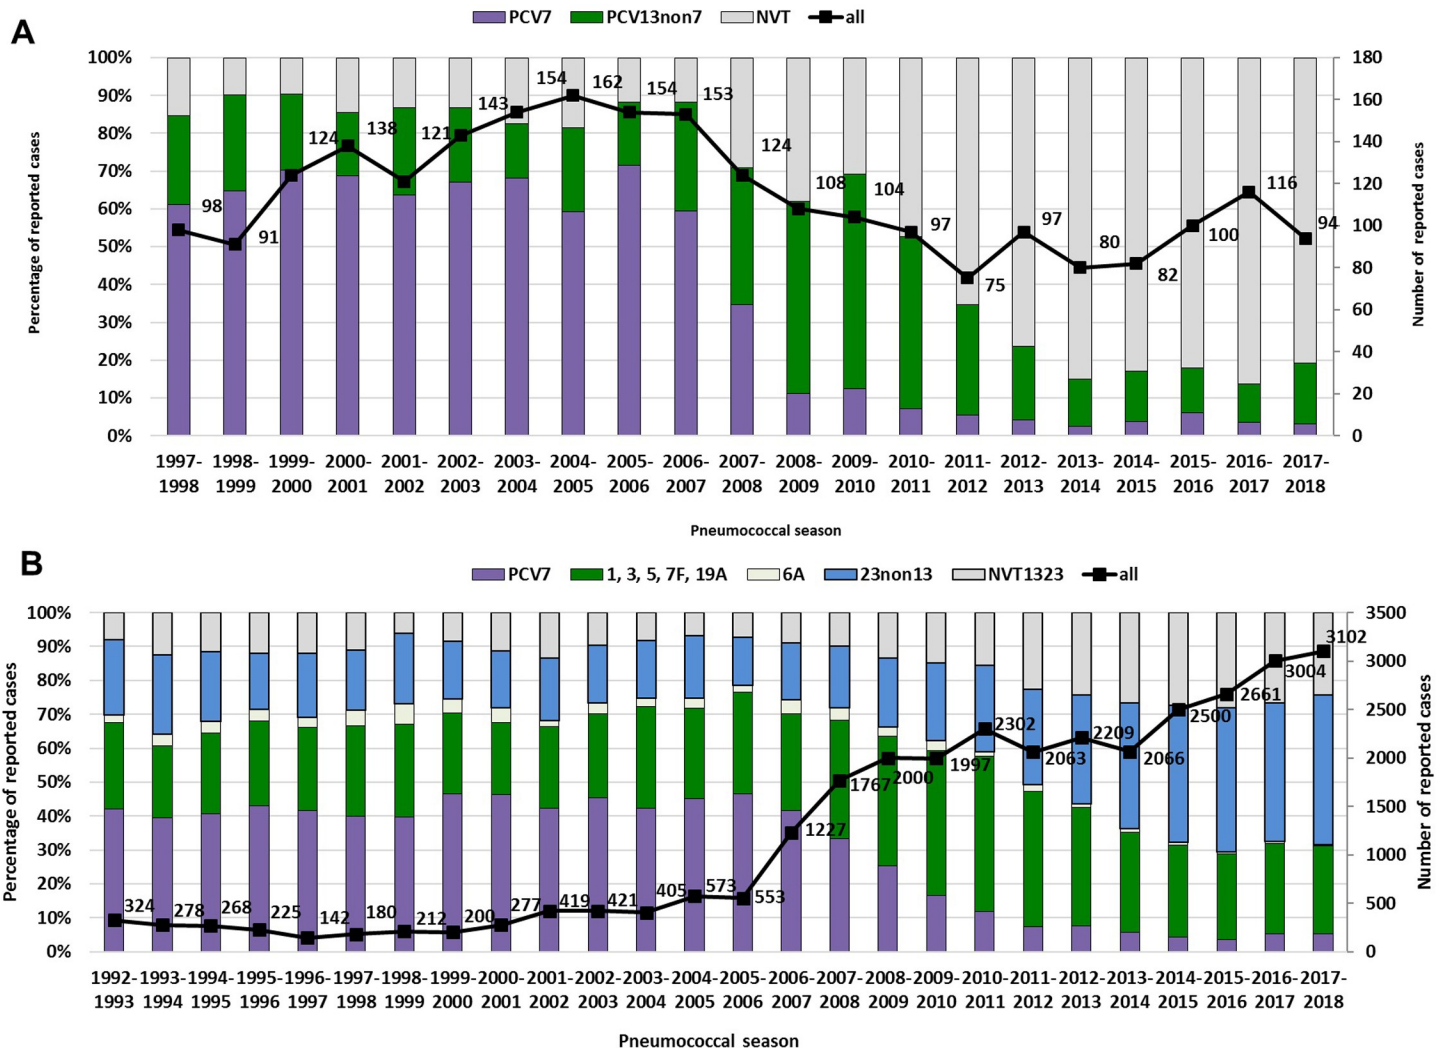 PCV7 PCV13non7 NVT all
A
100% 90% 80% 70% 60% 50% 40% 30% 20% 10% 0%
Percentage of reported cases
98 91 124 138 121 143 154 162 154 153 124 108 104 97 75 97 80 82 100 116 94
180 160 140 120 100 80 60 40 20 0
Number of reported cases
1997- 1998- 1999- 2000- 2001- 2002- 2003- 2004- 2005- 2006- 2007- 2008- 2009- 2010- 2011- 2012- 2013- 2014- 2015- 2016- 2017-
1998 1999 2000 2001 2002 2003 2004 2005 2006 2007 2008 2009 2010 2011 2012 2013 2014 2015 2016 2017 2018
Pneumococcal season
B
PCV7 1, 3, 5, 7F, 19A 6A 23non13 NVT1323 all
100% 90% 80% 70% 60% 50% 40% 30% 20% 10% 0%
Percentage of reported cases
324 278 268 225 142 180 212 200 277 419 421 405 573 553 1227 1767 2000 1997 2302 2063 2209 2066 2500 2661 3004 3102
3500 3000 2500 2000 1500 1000 500 0
Number of reported cases
1992- 1993- 1994- 1995- 1996- 1997- 1998- 1999- 2000- 2001- 2002- 2003- 2004- 2005- 2006- 2007- 2008- 2009- 2010- 2011- 2012- 2013- 2014- 2015- 2016- 2017-
1993 1994 1995 1996 1997 1998 1999 2000 2001 2002 2003 2004 2005 2006 2007 2008 2009 2010 2011 2012 2013 2014 2015 2016 2017 2018
Pneumococcal season